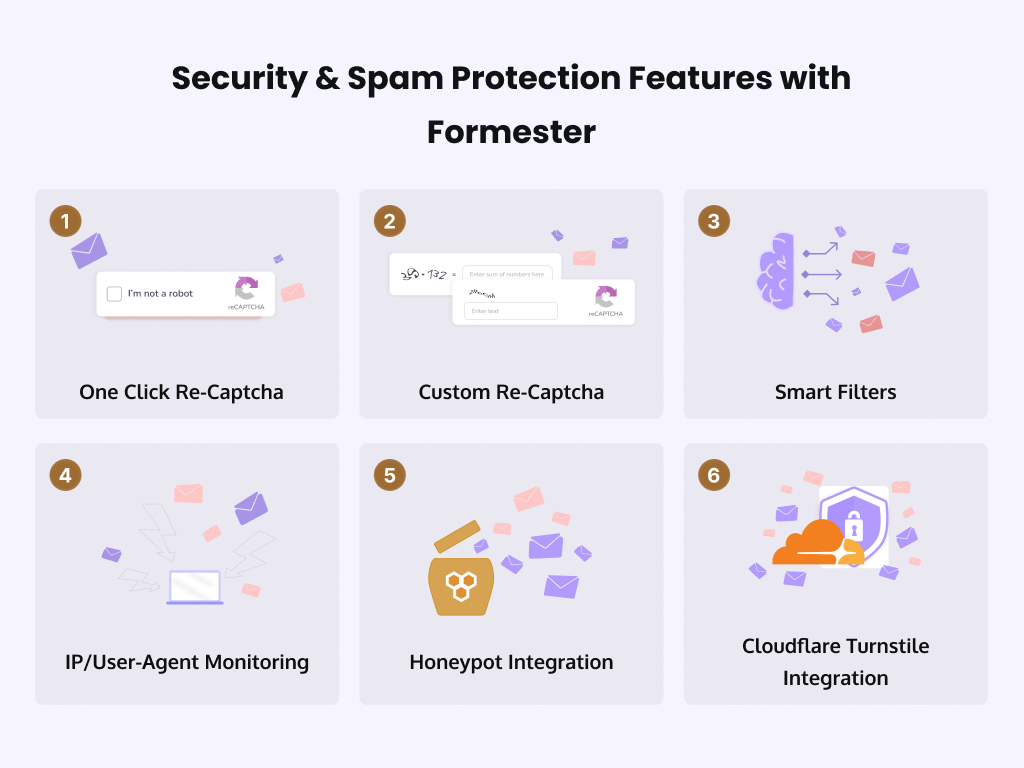 Security & Spam Protection Features with
Formester
1
I'm not a robot
reCAPTCHA
One Click Re-Captcha
2
+ 132 =
Enter sum of numbers here
Enter text
reCAPTCHA
Custom Re-Captcha
3
Smart Filters
4
IP/User-Agent Monitoring
5
Honeypot Integration
6
Cloudflare Turnstile
Integration